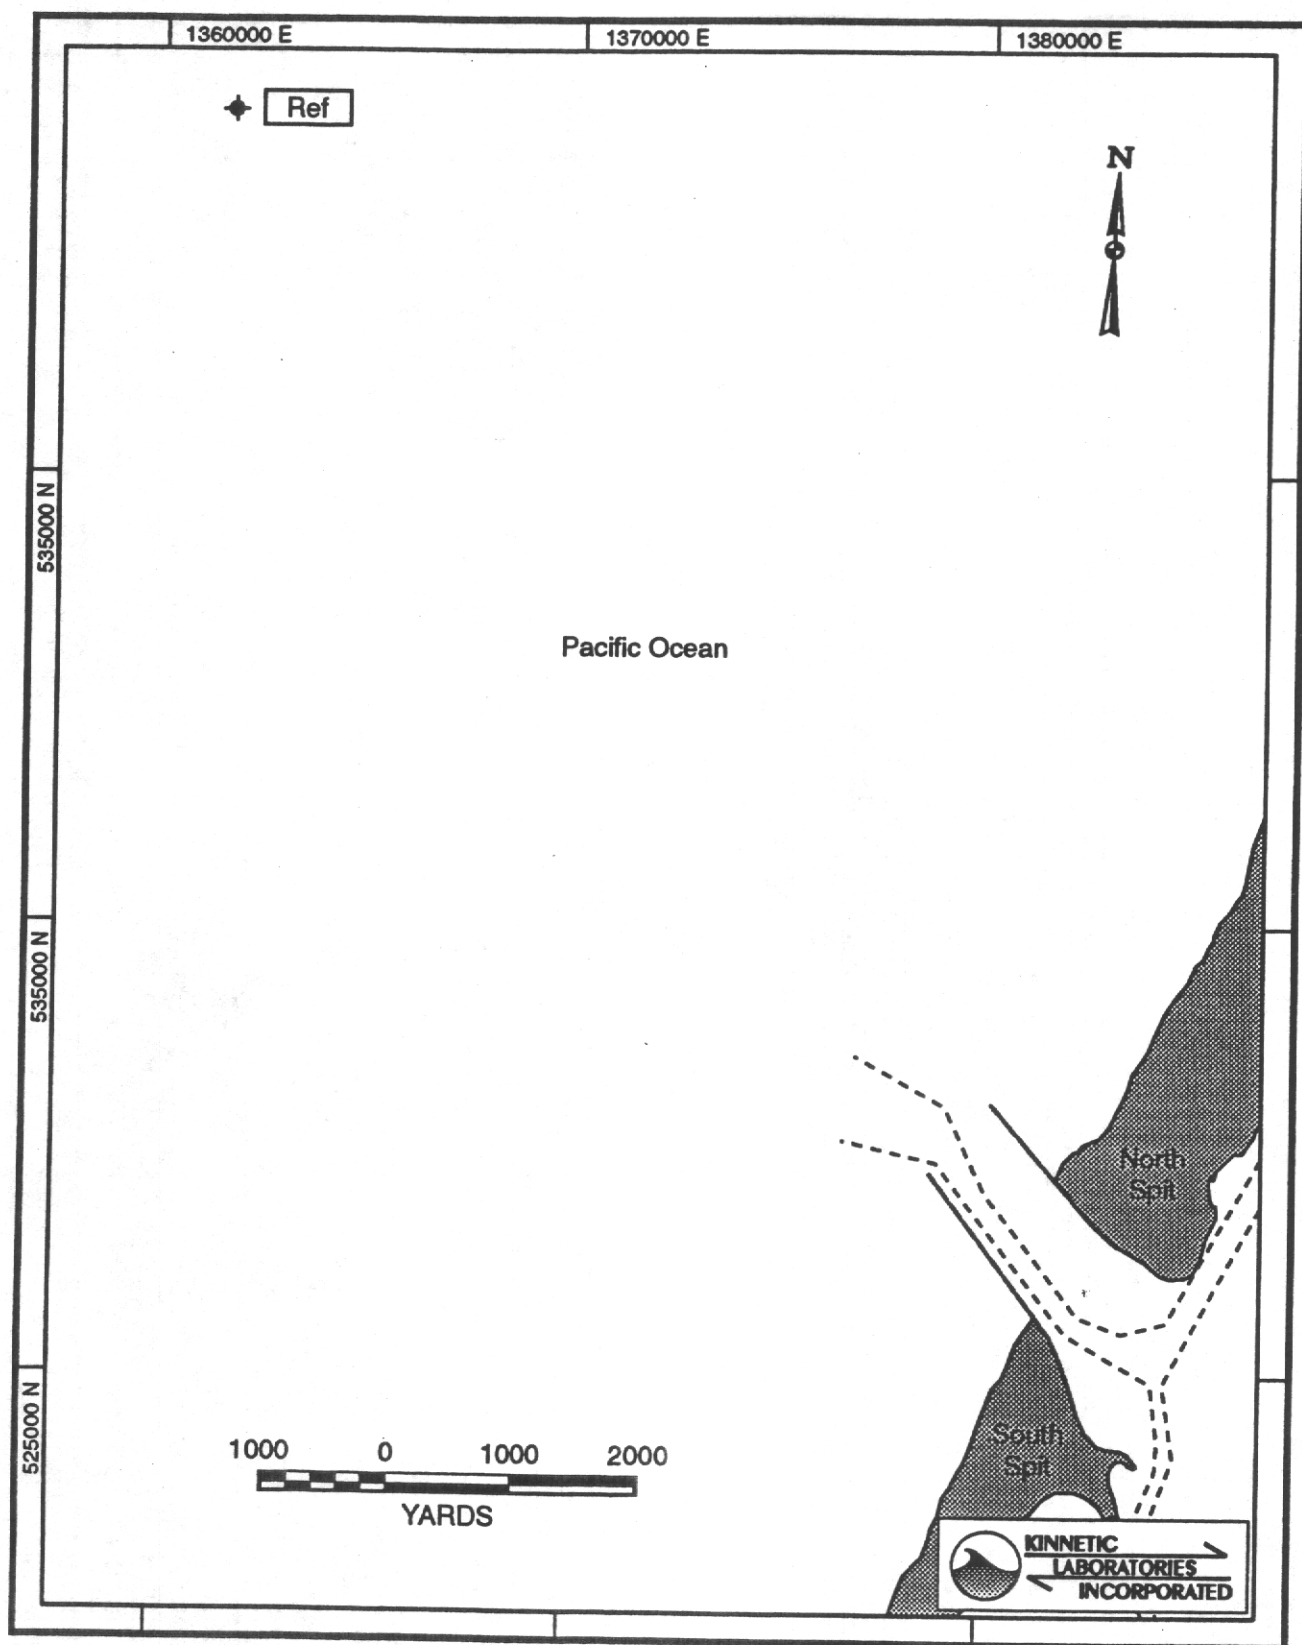 1360000 E
1370000 E
1380000 E
Ref
N
535000 N
Pacific Ocean
535000 N
North
Spit
525000 N
South
Spit
1000 0 1000 2000
YARDS
KINNETIC
LABORATORIES
INCORPORATED